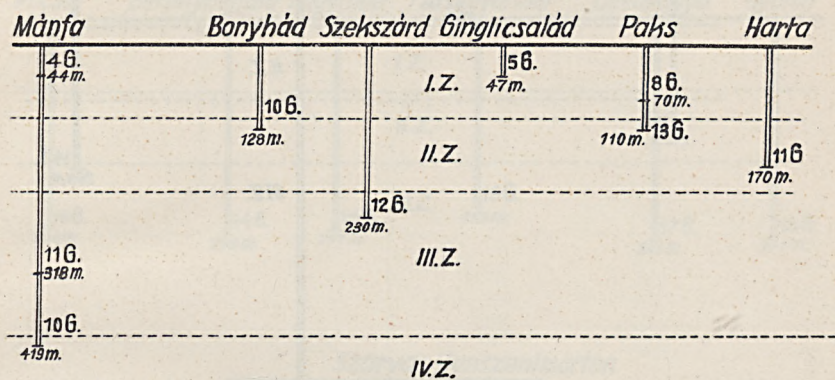 Mánfa Bonyhád Szekszárd Ginglicsalád Paks Harta
4G. 5G.
44m. I.Z. 47m. 8G.
70m.
10G.
128m. 110m. 13G.
II.Z. 11G
170m.
12G.
230m.
11G. III.Z.
318m.
10G.
419m.
IV.Z.